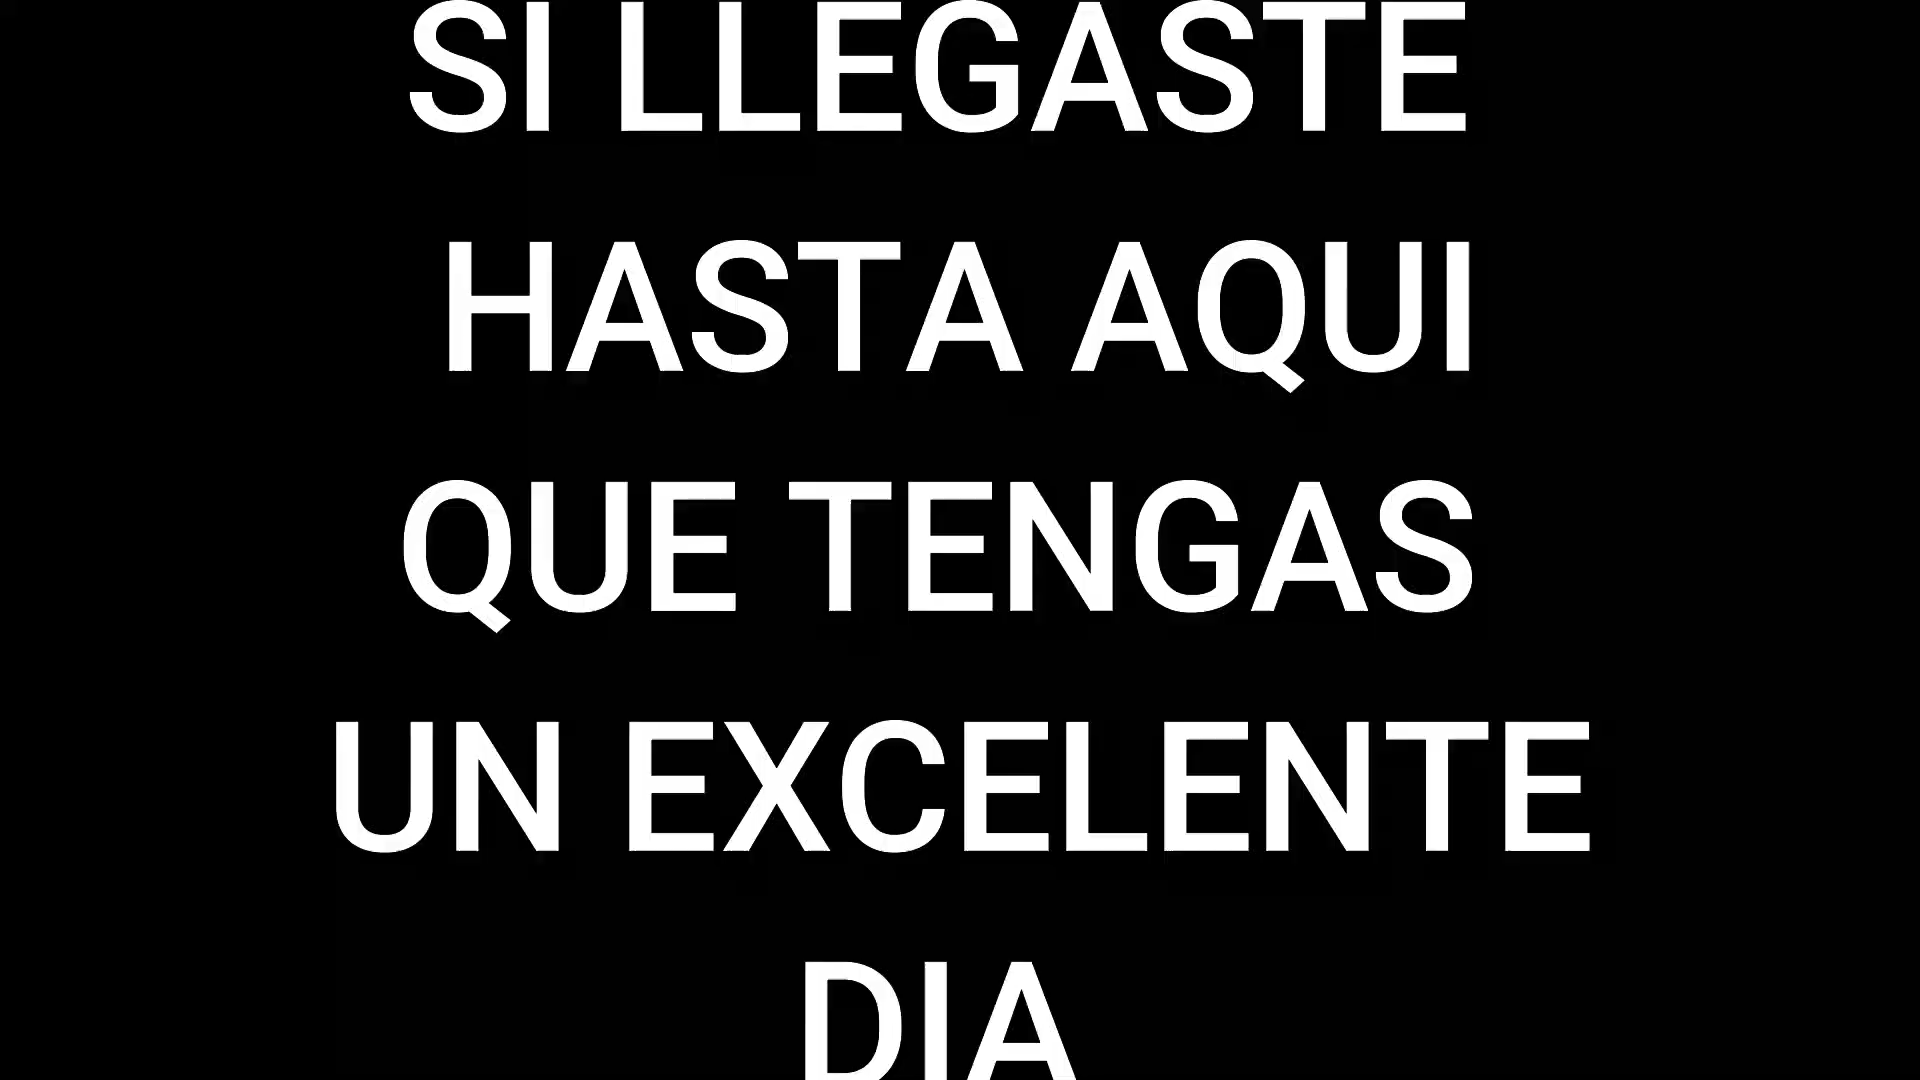 SI LLEGASTE
HASTA AQUI
QUE TENGAS
UN EXCELENTE
DIA